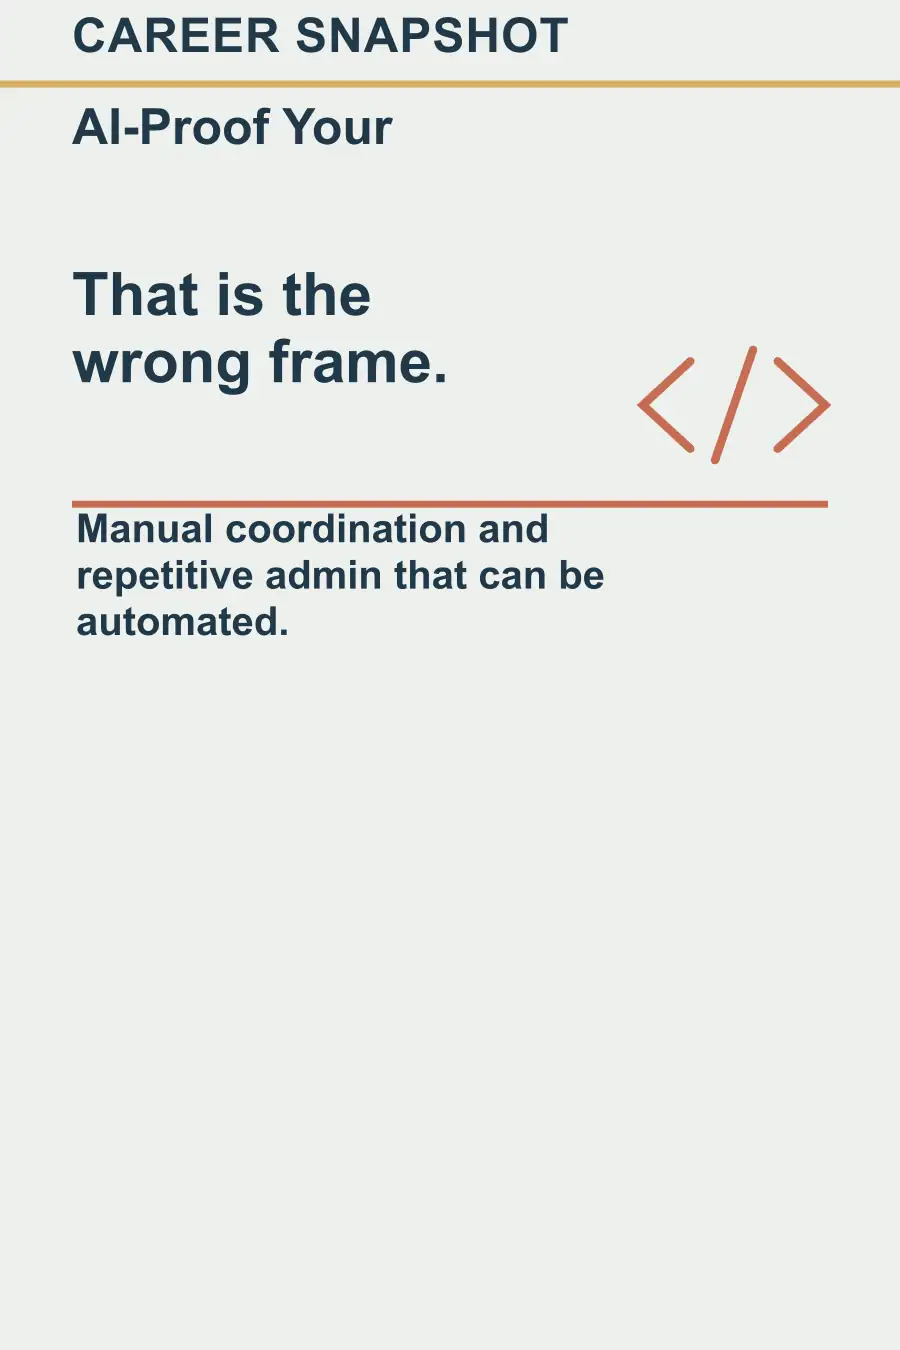 CAREER SNAPSHOT
AI-Proof Your
That is the
wrong frame.
</>
Manual coordination and
repetitive admin that can be
automated.